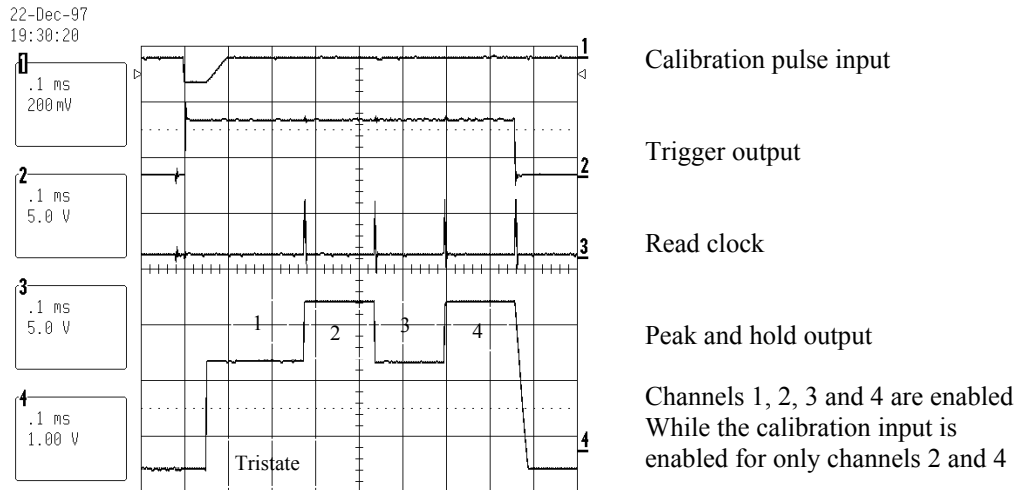 22-Dec-97
19:30:20
1
.1 ms
200 mV
2
.1 ms
5.0 V
3
.1 ms
5.0 V
4
.1 ms
1.00 V
1
2
3
4
1
2
3
4
Tristate
Calibration pulse input
Trigger output
Read clock
Peak and hold output
Channels 1, 2, 3 and 4 are enabled
While the calibration input is
enabled for only channels 2 and 4